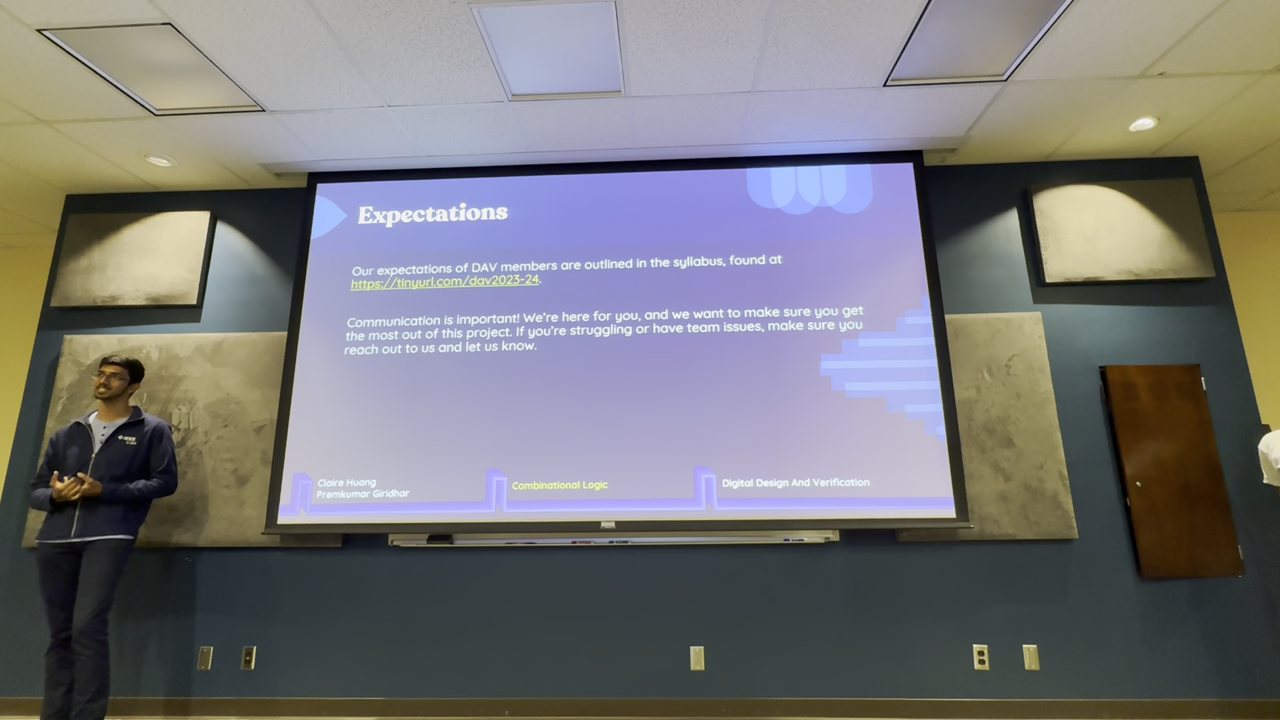 Expectations
Our expectations of DAV members are outlined in the syllabus, found at
https://tinyurl.com/dav2023-24.
Communication is important! We're here for you, and we want to make sure you get
the most out of this project. If you're struggling or have team issues, make sure you
reach out to us and let us know.
Claire Huang
Premkumar Giridhar
Combinational Logic
Digital Design And Verification
IEEE